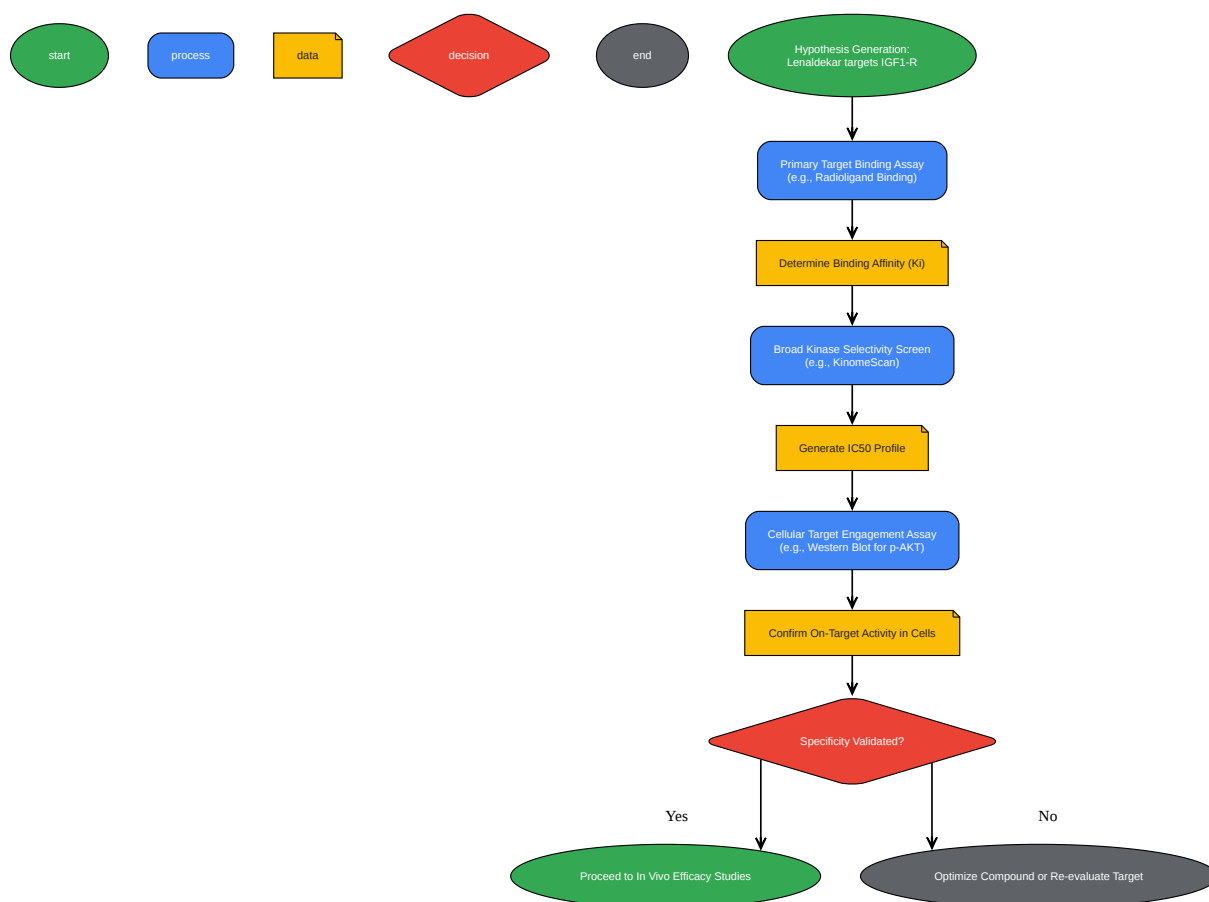 start
process
data
decision
end
Hypothesis Generation:
Lenaldekar targets IGF1-R
Primary Target Binding Assay
(e.g., Radioligand Binding)
Determine Binding Affinity (Ki)
Broad Kinase Selectivity Screen
(e.g., KinomeScan)
Generate IC50 Profile
Cellular Target Engagement Assay
(e.g., Western Blot for p-AKT)
Confirm On-Target Activity in Cells
Specificity Validated?
Yes
No
Proceed to In Vivo Efficacy Studies
Optimize Compound or Re-evaluate Target